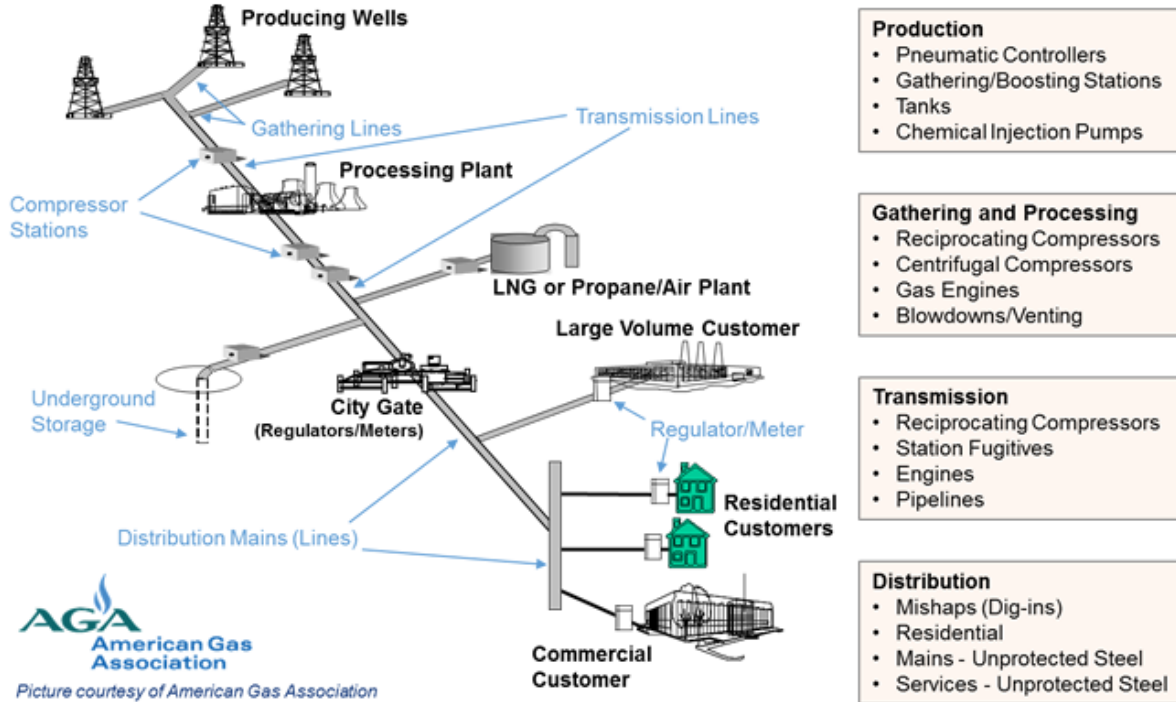 Producing Wells
Gathering Lines
Transmission Lines
Processing Plant
Compressor
Stations
LNG or Propane/Air Plant
Large Volume Customer
Underground
Storage
City Gate
(Regulators/Meters)
Regulator/Meter
Residential
Customers
Distribution Mains (Lines)
Commercial
Customer
AGA
American Gas
Association
Picture courtesy of American Gas Association
Production
• Pneumatic Controllers
• Gathering/Boosting Stations
• Tanks
• Chemical Injection Pumps
Gathering and Processing
• Reciprocating Compressors
• Centrifugal Compressors
• Gas Engines
• Blowdowns/Venting
Transmission
• Reciprocating Compressors
• Station Fugitives
• Engines
• Pipelines
Distribution
• Mishaps (Dig-ins)
• Residential
• Mains - Unprotected Steel
• Services - Unprotected Steel